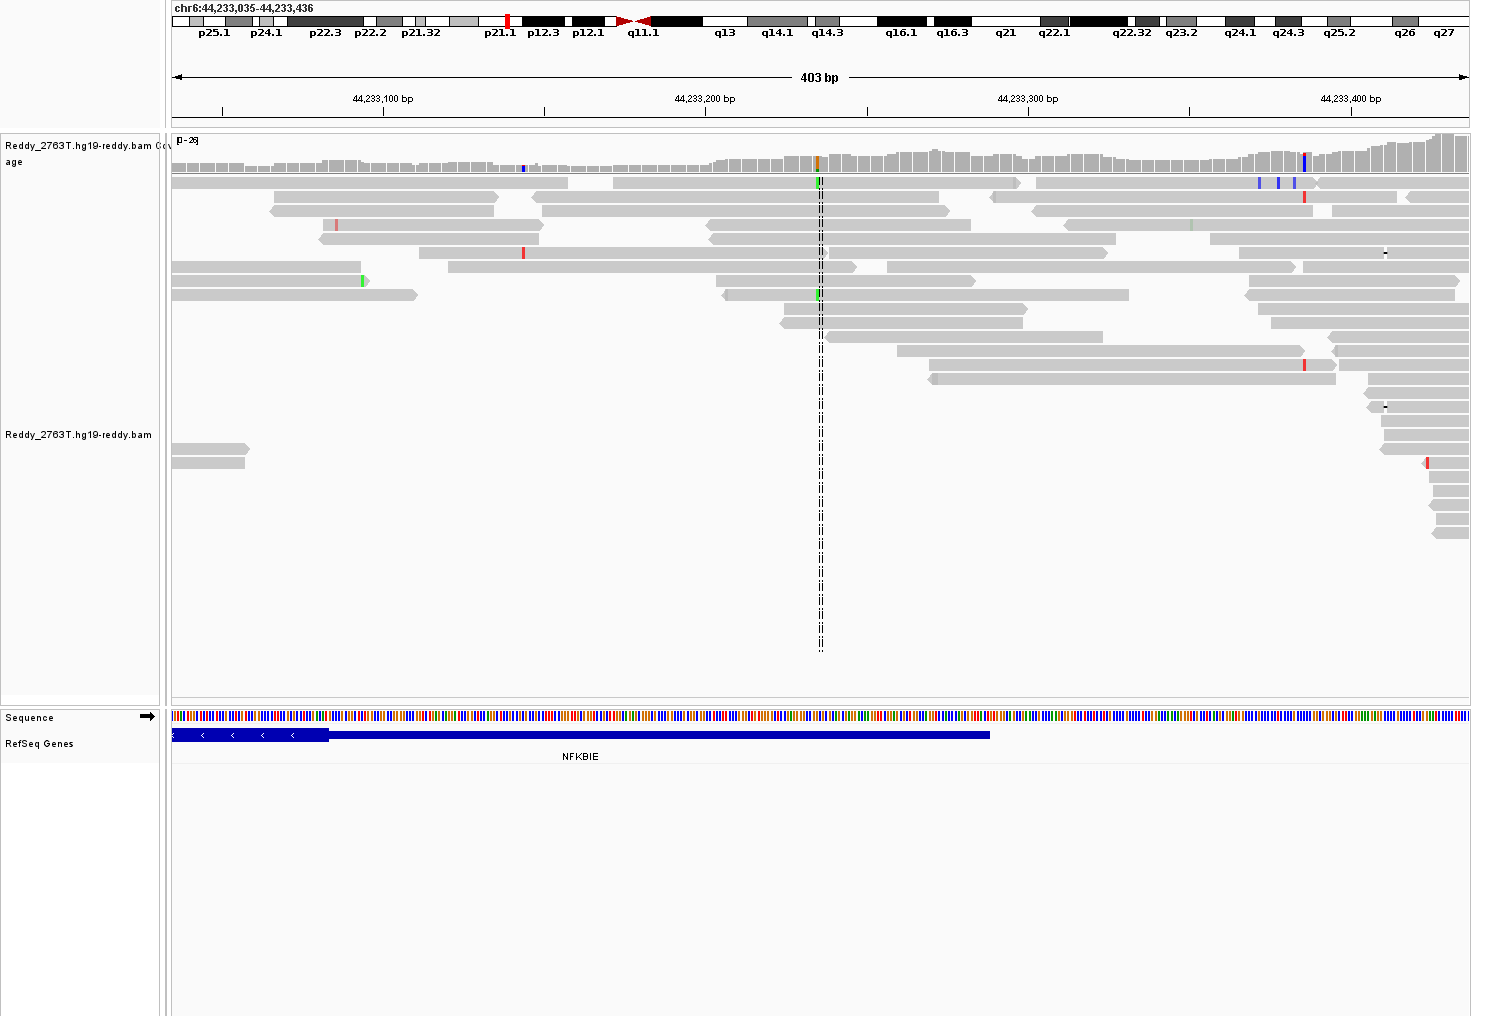 chr6:44,233,035-44,233,436
p25.1 p24.1 p22.3 p22.2 p21.32 p21.1 p12.3 p12.1 q11.1 q13 q14.1 q14.3 q16.1 q16.3 q21 q22.1 q22.32 q23.2 q24.1 q24.3 q25.2 q26 q27
403 bp
44,233,100 bp 44,233,200 bp 44,233,300 bp 44,233,400 bp
[0-26]
Reddy_2763T.hg19-reddy.bam Cov
age
Reddy_2763T.hg19-reddy.bam
Sequence
RefSeq Genes
NFKBIE